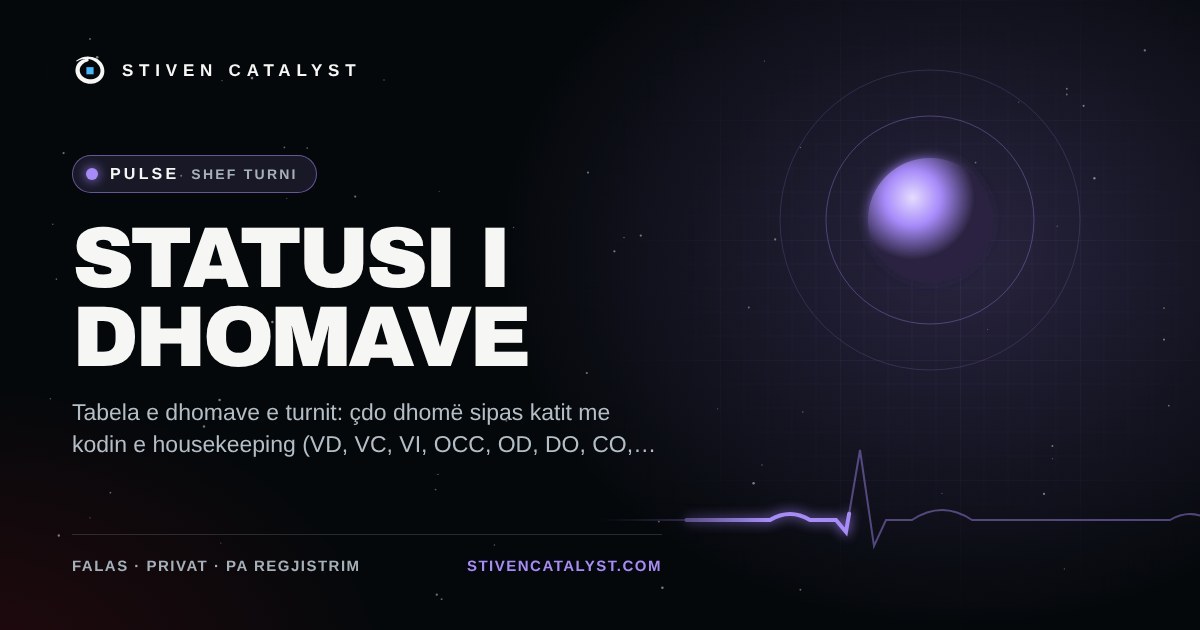 STIVEN CATALYST
PULSE · SHEF TURNI
STATUSI I
DHOMAVE
Tabela e dhomave e turnit: çdo dhomë sipas katit me
kodin e housekeeping (VD, VC, VI, OCC, OD, DO, CO,…
FALAS · PRIVAT · PA REGJISTRIM
STIVENCATALYST.COM